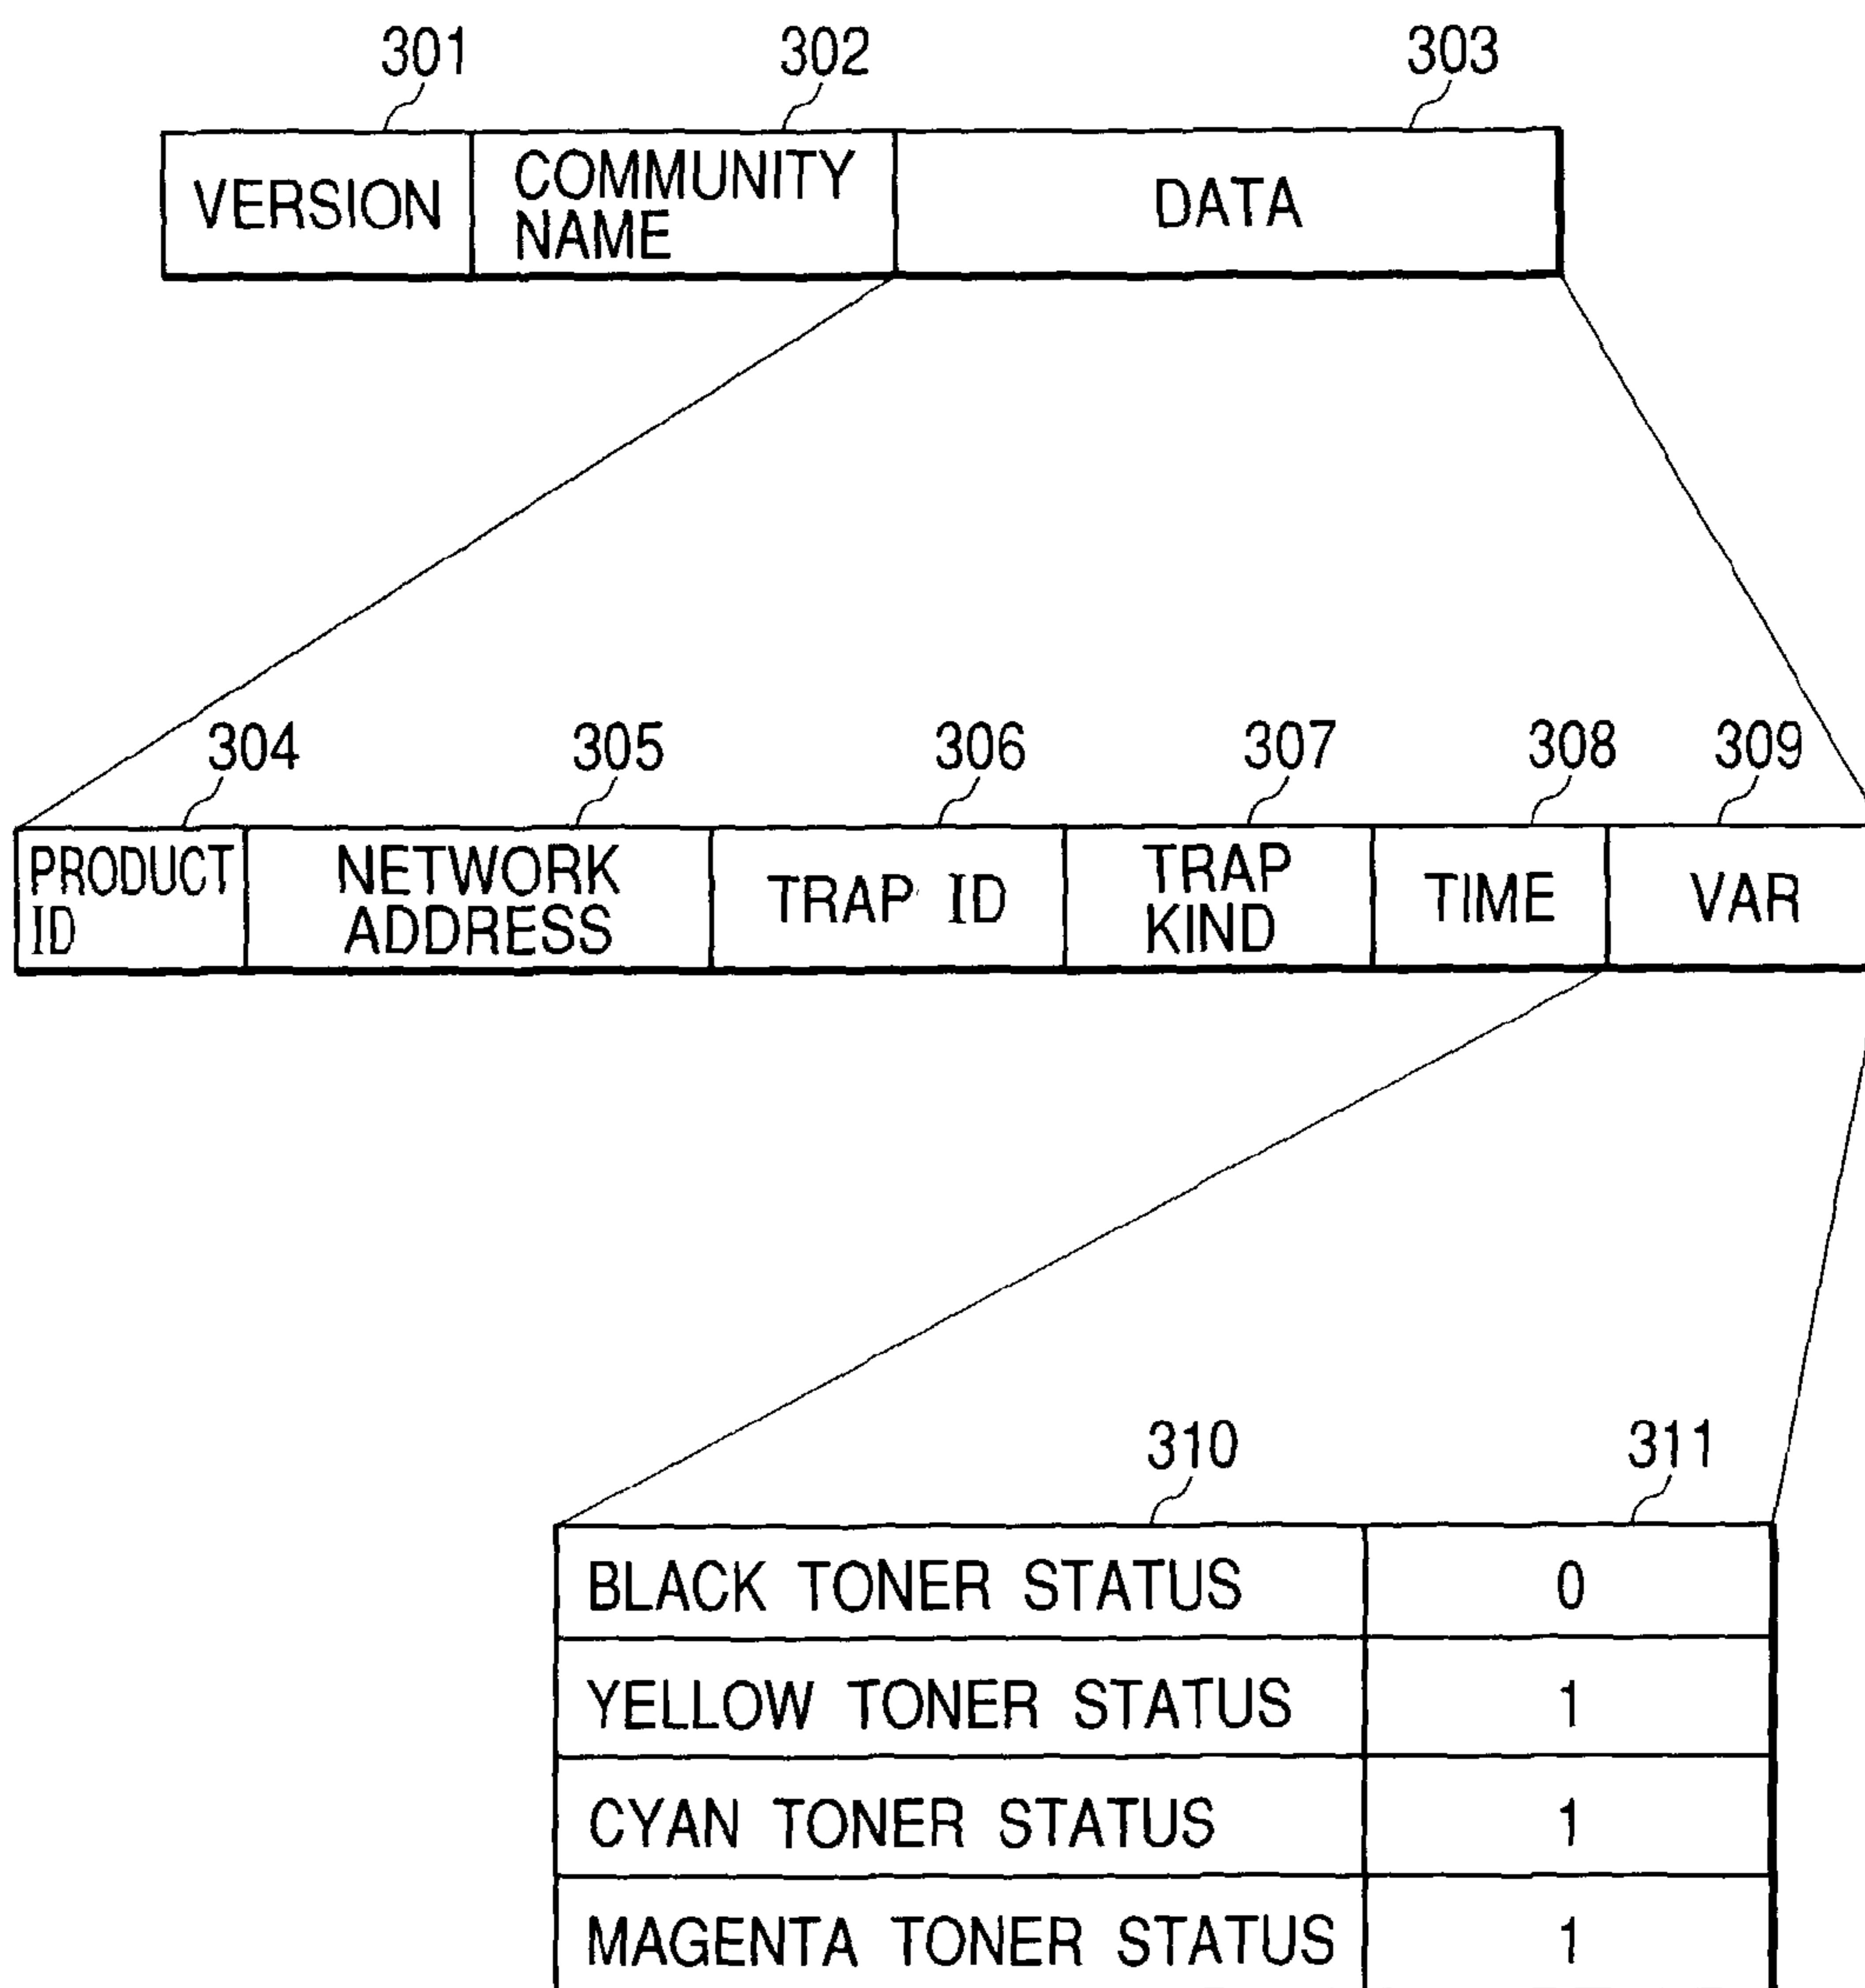 301 302 303
VERSION COMMUNITY NAME DATA
304 305 306 307 308 309
PRODUCT ID NETWORK ADDRESS TRAP ID TRAP KIND TIME VAR
310 311
BLACK TONER STATUS 0
YELLOW TONER STATUS 1
CYAN TONER STATUS 1
MAGENTA TONER STATUS 1